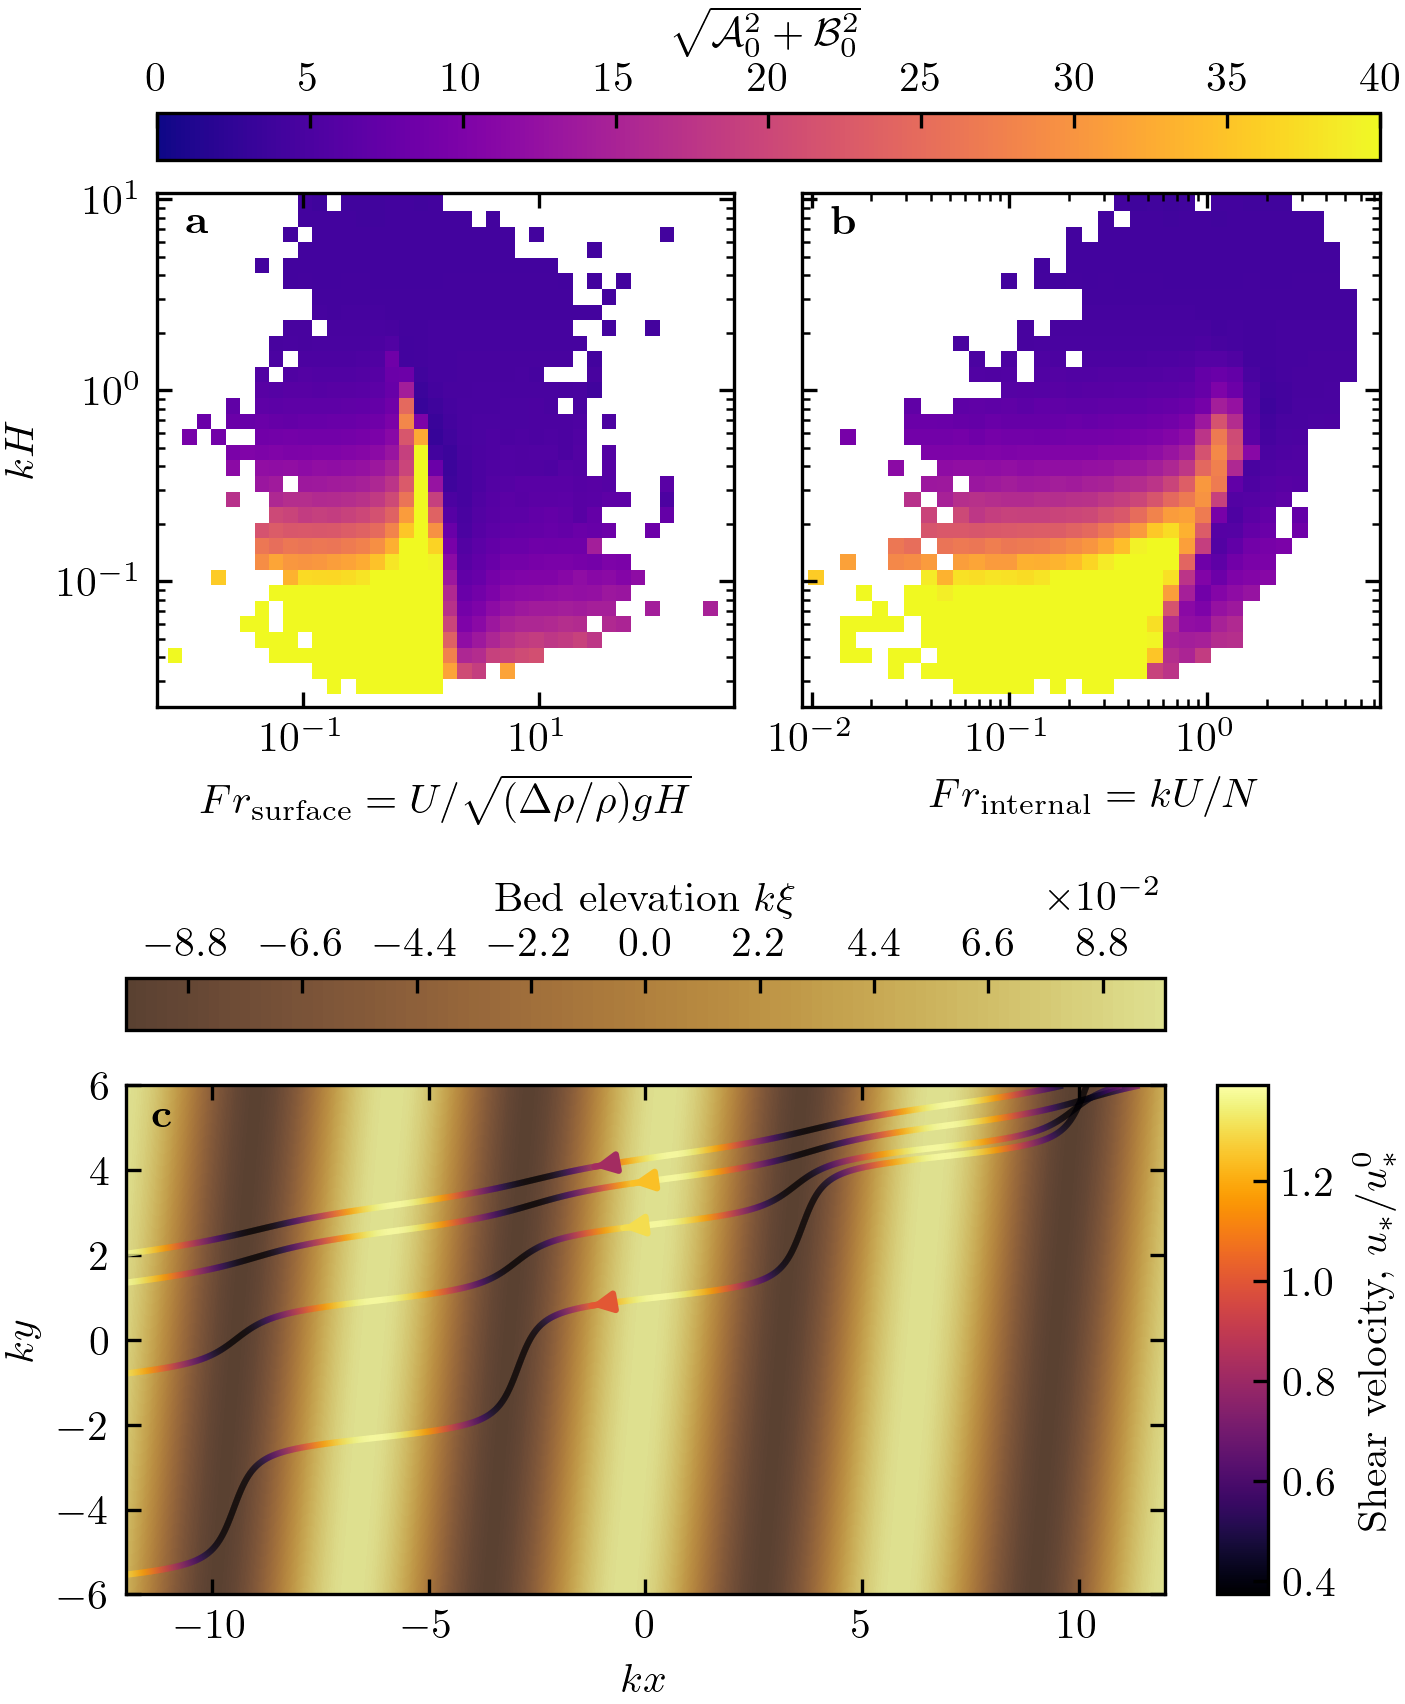 √(𝒜₀² + ℬ₀²)
0 5 10 15 20 25 30 35 40
a
b
10¹
10⁰
10⁻¹
kH
10⁻¹ 10¹
10⁻² 10⁻¹ 10⁰
Fr_surface = U/√((Δρ/ρ)gH)
Fr_internal = kU/N
Bed elevation kξ
×10⁻²
−8.8 −6.6 −4.4 −2.2 0.0 2.2 4.4 6.6 8.8
c
6
4
2
0
−2
−4
−6
ky
−10 −5 0 5 10
kx
1.2
1.0
0.8
0.6
0.4
Shear velocity, u_*/u_*⁰